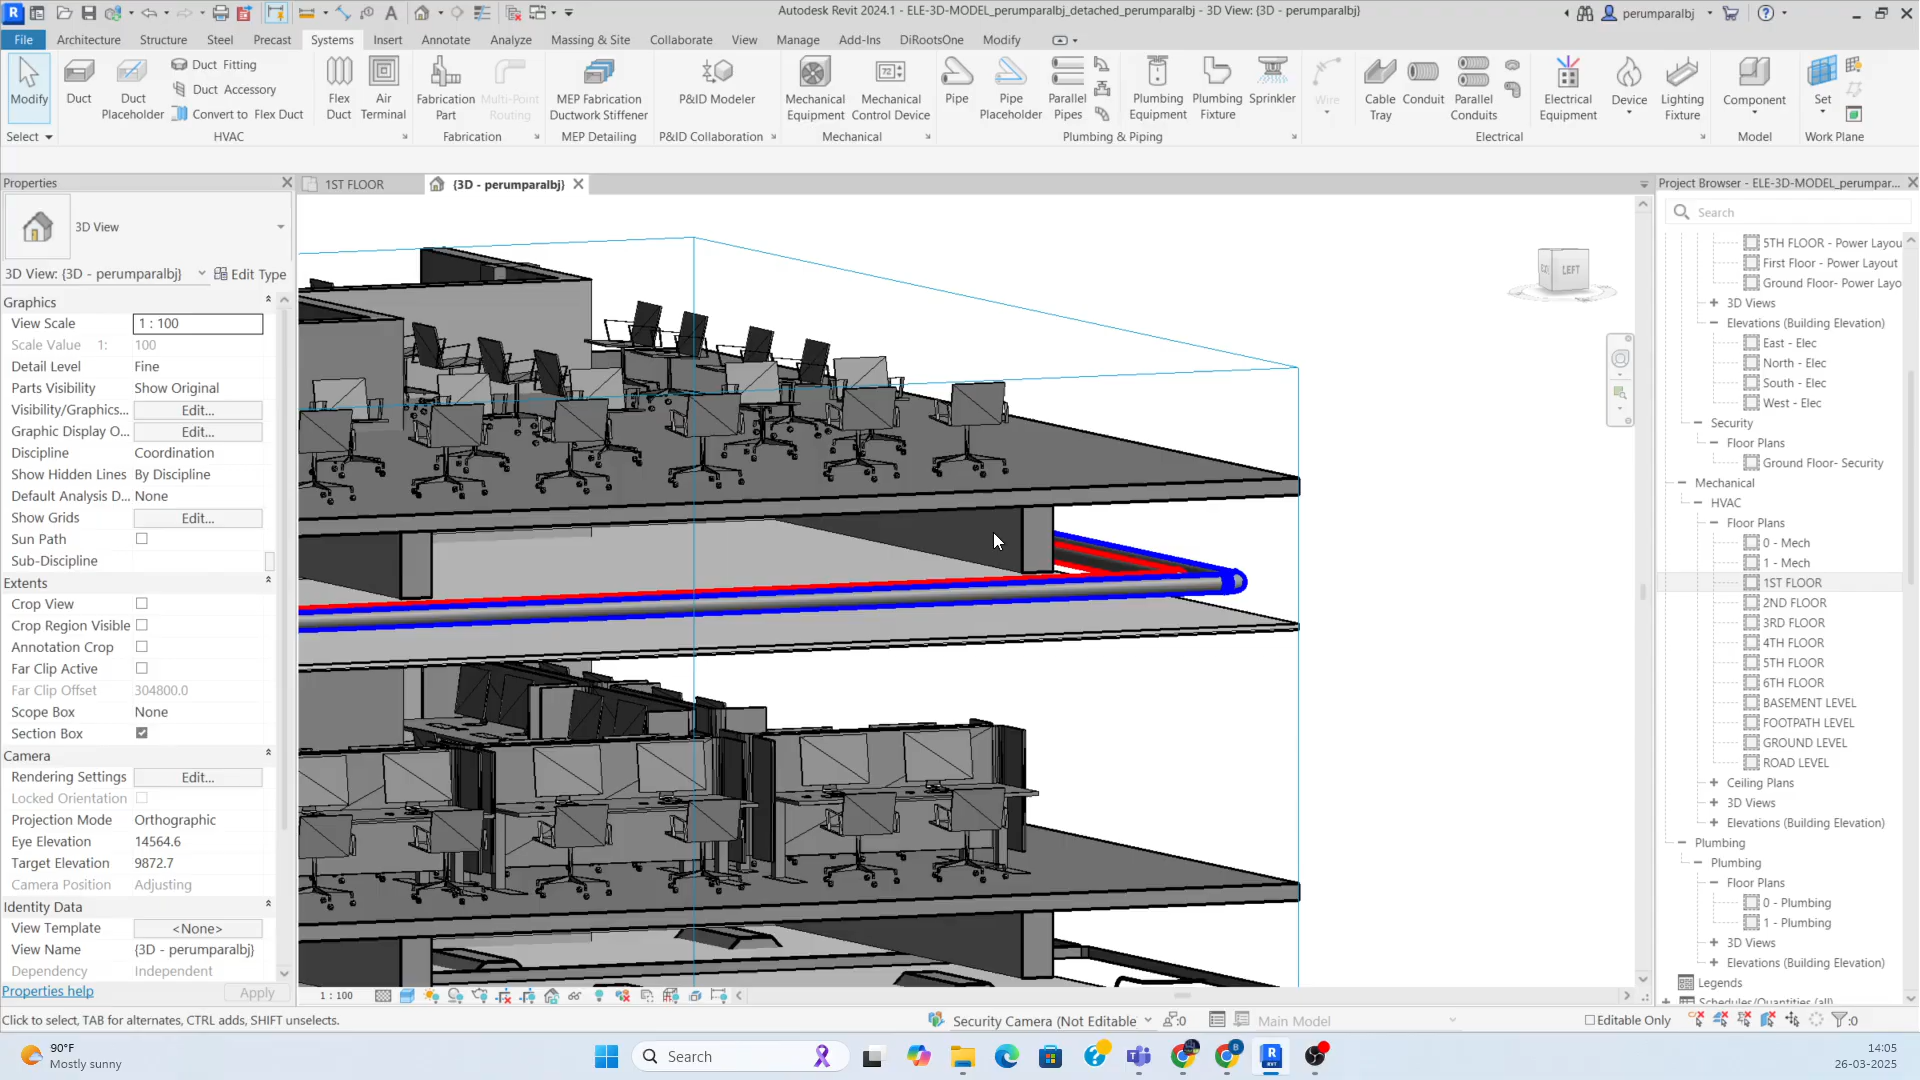 Autodesk Revit 2024.1 - ELE-3D-MODEL_perumparalbj_detached_perumparalbj - 3D View: {3D - perumparalbj}
perumparalbj
File Architecture Structure Steel Precast Systems Insert Annotate Analyze Massing & Site Collaborate View Manage Add-Ins DiRootsOne Modify
Modify
Duct
Duct Placeholder
Duct Fitting
Duct Accessory
Convert to Flex Duct
Flex Duct
Air Terminal
Fabrication Part
Multi-Point Routing
MEP Fabrication Ductwork Stiffener
P&ID Modeler
Mechanical Equipment
Mechanical Control Device
Pipe
Pipe Placeholder
Parallel Pipes
Plumbing Equipment
Plumbing Fixture
Sprinkler
Wire
Cable Tray
Conduit
Parallel Conduits
Electrical Equipment
Device
Lighting Fixture
Component
Set
Select HVAC Fabrication MEP Detailing P&ID Collaboration Mechanical Plumbing & Piping Electrical Model Work Plane
Properties
1ST FLOOR
{3D - perumparalbj}
Project Browser - ELE-3D-MODEL_perumpar...
3D View
3D View: {3D - perumparalbj} Edit Type
Graphics
View Scale 1 : 100
Scale Value 1: 100
Detail Level Fine
Parts Visibility Show Original
Visibility/Graphics... Edit...
Graphic Display O... Edit...
Discipline Coordination
Show Hidden Lines By Discipline
Default Analysis D... None
Show Grids Edit...
Sun Path
Sub-Discipline
Extents
Crop View
Crop Region Visible
Annotation Crop
Far Clip Active
Far Clip Offset 304800.0
Scope Box None
Section Box
Camera
Rendering Settings Edit...
Locked Orientation
Projection Mode Orthographic
Eye Elevation 14564.6
Target Elevation 9872.7
Camera Position Adjusting
Identity Data
View Template <None>
View Name {3D - perumparalbj}
Dependency Independent
Properties help Apply
LEFT
Search
5TH FLOOR - Power Layou
First Floor - Power Layout
Ground Floor- Power Layo
3D Views
Elevations (Building Elevation)
East - Elec
North - Elec
South - Elec
West - Elec
Security
Floor Plans
Ground Floor- Security
Mechanical
HVAC
Floor Plans
0 - Mech
1 - Mech
1ST FLOOR
2ND FLOOR
3RD FLOOR
4TH FLOOR
5TH FLOOR
6TH FLOOR
BASEMENT LEVEL
FOOTPATH LEVEL
GROUND LEVEL
ROAD LEVEL
Ceiling Plans
3D Views
Elevations (Building Elevation)
Plumbing
Plumbing
Floor Plans
0 - Plumbing
1 - Plumbing
3D Views
Elevations (Building Elevation)
Legends
Schedules/Quantities (all)
1 : 100
Click to select, TAB for alternates, CTRL adds, SHIFT unselects.
Security Camera (Not Editable :0 Main Model Editable Only :0
90°F
Mostly sunny
Search
14:05
26-03-2025